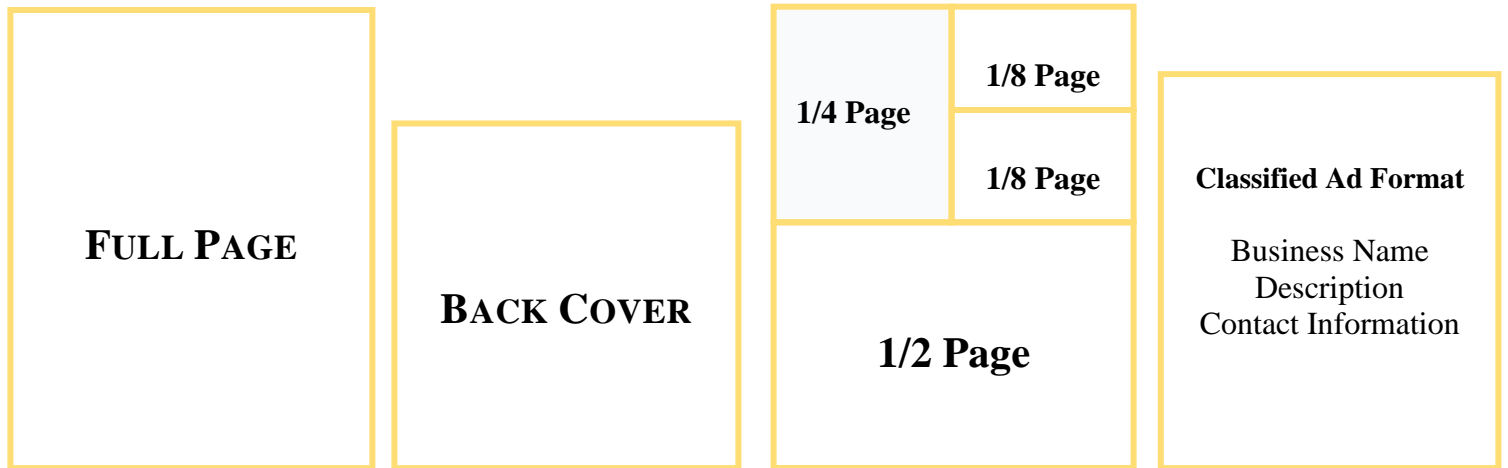 FULL PAGE
BACK COVER
1/4 Page
1/8 Page
1/8 Page
1/2 Page
Classified Ad Format
Business Name
Description
Contact Information